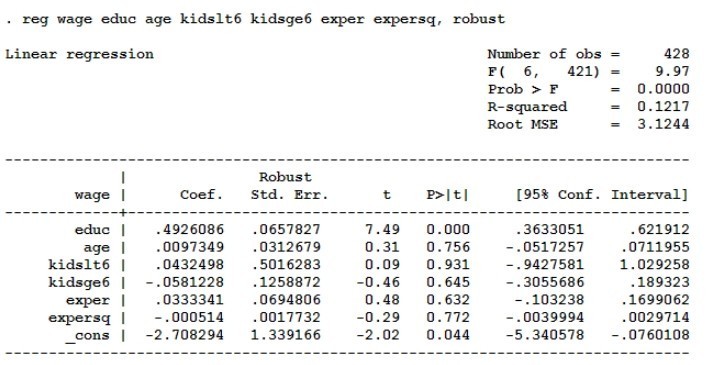 . reg wage educ age kidslt6 kidsge6 exper expersq, robust
Linear regression Number of obs = 428
F( 6, 421) = 9.97
Prob > F = 0.0000
R-squared = 0.1217
Root MSE = 3.1244
------------------------------------------------------------------------------
| Robust
wage | Coef. Std. Err. t P>|t| [95% Conf. Interval]
-------------+----------------------------------------------------------------
educ | .4926086 .0657827 7.49 0.000 .3633051 .621912
age | .0097349 .0312679 0.31 0.756 -.0517257 .0711955
kidslt6 | .0432498 .5016283 0.09 0.931 -.9427581 1.029258
kidsge6 | -.0581228 .1258872 -0.46 0.645 -.3055686 .189323
exper | .0333341 .0694806 0.48 0.632 -.103238 .1699062
expersq | -.000514 .0017732 -0.29 0.772 -.0039994 .0029714
_cons | -2.708294 1.339166 -2.02 0.044 -5.340578 -.0760108
------------------------------------------------------------------------------